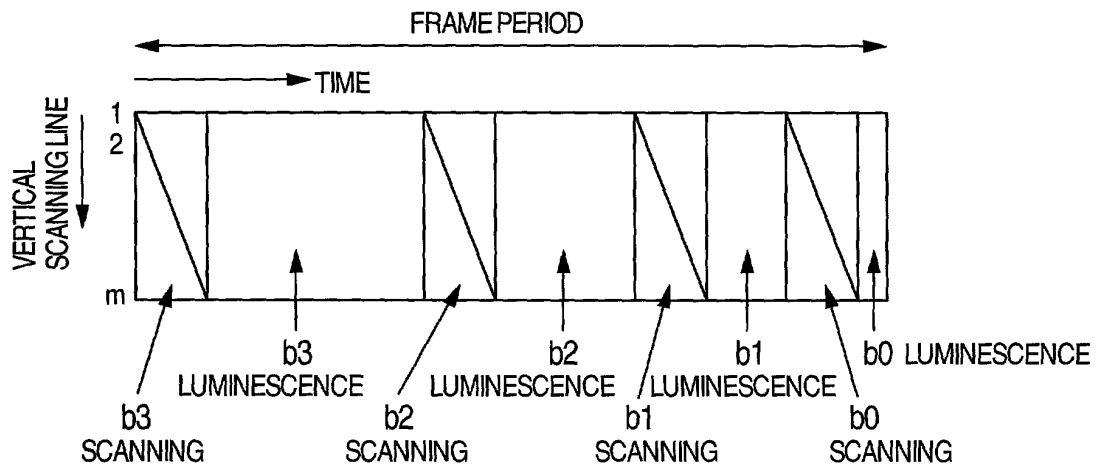 FRAME PERIOD
TIME
VERTICAL
SCANNING LINE
1
2
m
b3
LUMINESCENCE
b2
LUMINESCENCE
b1
LUMINESCENCE
b0 LUMINESCENCE
b3
SCANNING
b2
SCANNING
b1
SCANNING
b0
SCANNING